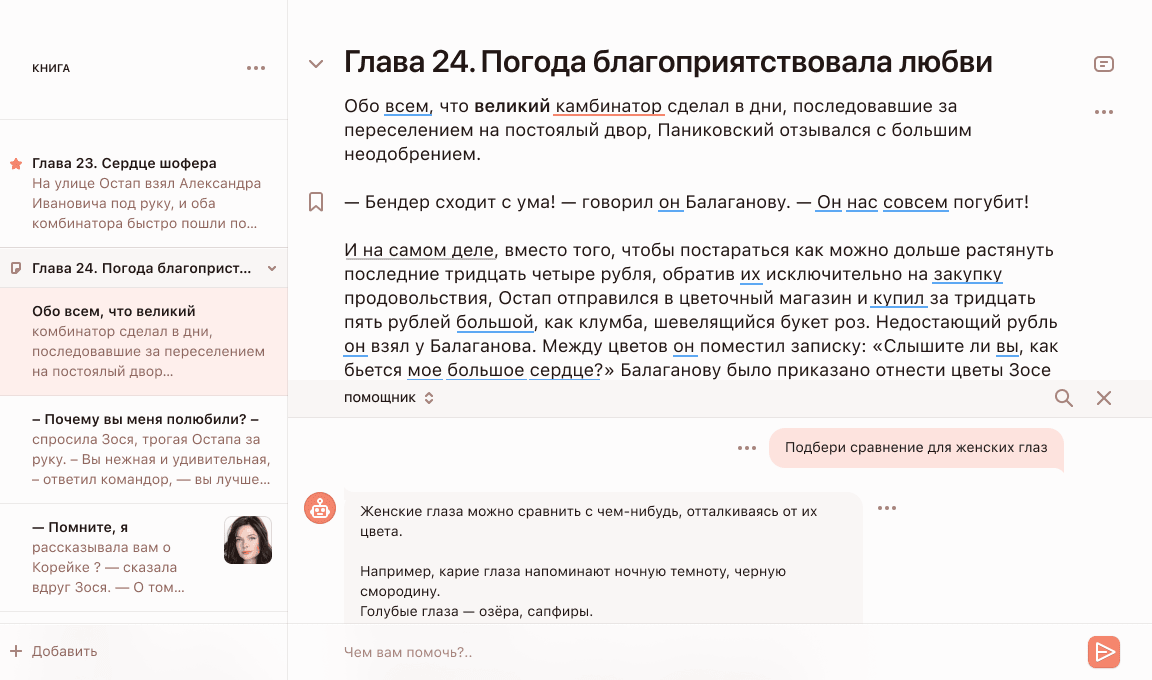 КНИГА
Глава 23. Сердце шофера
На улице Остап взял Александра
Ивановича под руку, и оба
комбинатора быстро пошли по...
Глава 24. Погода благоприст...
Обо всем, что великий
комбинатор сделал в дни,
последовавшие за переселением
на постоялый двор...
– Почему вы меня полюбили? –
спросила Зося, трогая Остапа за
руку. – Вы нежная и удивительная,
– ответил командор, — вы лучше...
— Помните, я
рассказывала вам о
Корейке ? — сказала
вдруг Зося. — О том...
Добавить
Глава 24. Погода благоприятствовала любви
Обо всем, что великий камбинатор сделал в дни, последовавшие за
переселением на постоялый двор, Паниковский отзывался с большим
неодобрением.
— Бендер сходит с ума! — говорил он Балаганову. — Он нас совсем погубит!
И на самом деле, вместо того, чтобы постараться как можно дольше растянуть
последние тридцать четыре рубля, обратив их исключительно на закупку
продовольствия, Остап отправился в цветочный магазин и купил за тридцать
пять рублей большой, как клумба, шевелящийся букет роз. Недостающий рубль
он взял у Балаганова. Между цветов он поместил записку: «Слышите ли вы, как
бьется мое большое сердце?» Балаганову было приказано отнести цветы Зосе
помощник
Подбери сравнение для женских глаз
Женские глаза можно сравнить с чем-нибудь, отталкиваясь от их
цвета.
Например, карие глаза напоминают ночную темноту, черную
смородину.
Голубые глаза — озёра, сапфиры.
Чем вам помочь?..